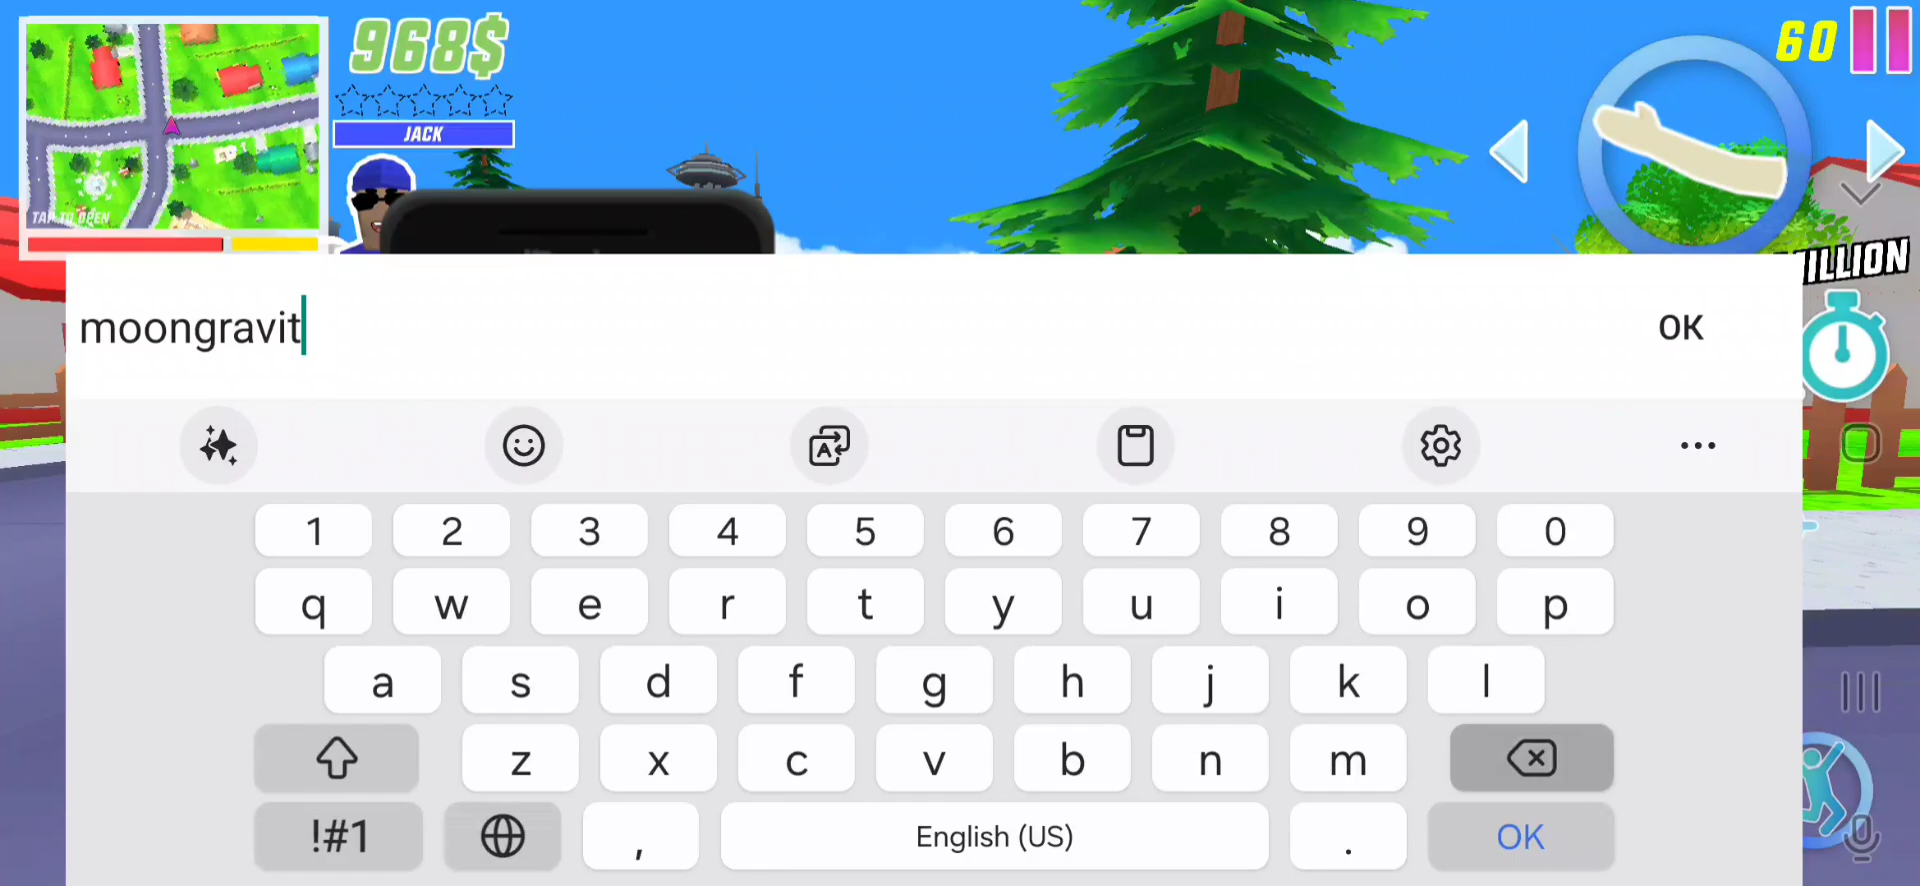 968$
60
JACK
TAP TO OPEN
ILLION
moongravit
OK
1 2 3 4 5 6 7 8 9 0
q w e r t y u i o p
a s d f g h j k l
z x c v b n m
!#1 , English (US) . OK